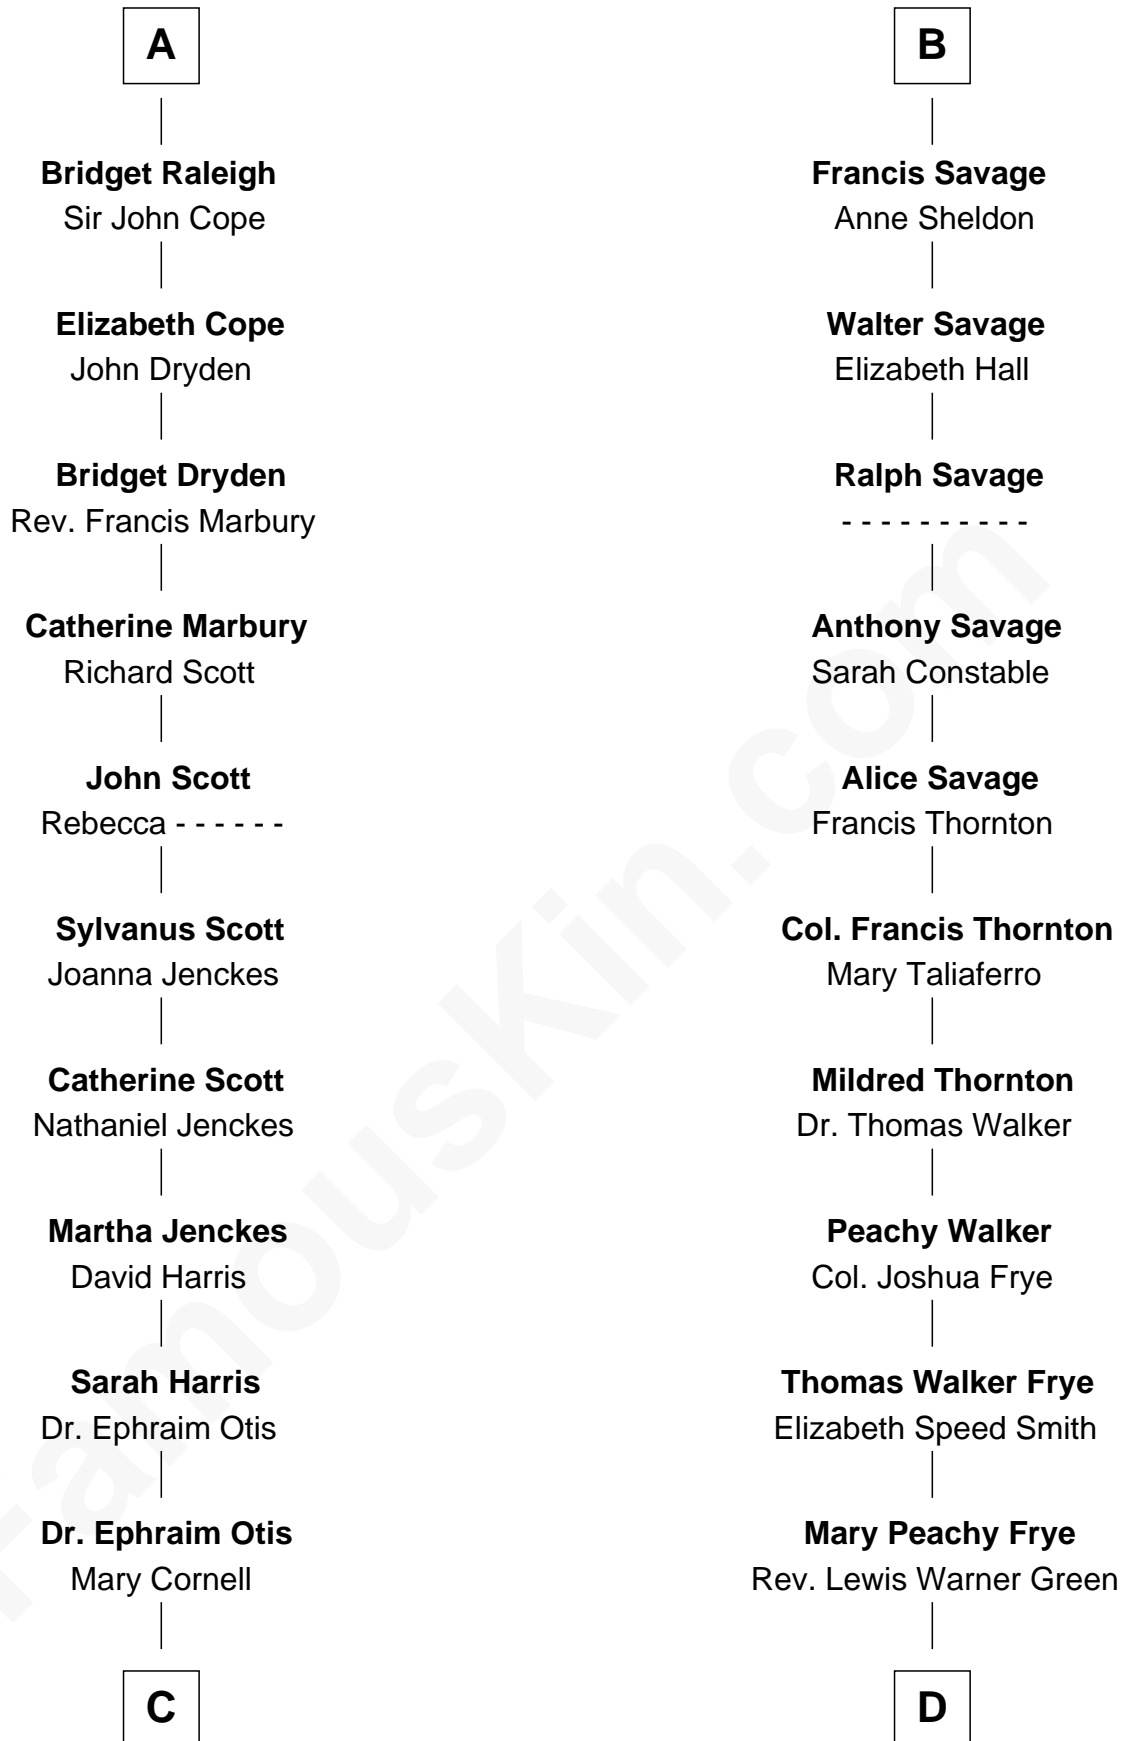 A
Bridget Raleigh
Sir John Cope
Elizabeth Cope
John Dryden
Bridget Dryden
Rev. Francis Marbury
Catherine Marbury
Richard Scott
John Scott
Rebecca - - - - - -
Sylvanus Scott
Joanna Jenckes
Catherine Scott
Nathaniel Jenckes
Martha Jenckes
David Harris
Sarah Harris
Dr. Ephraim Otis
Dr. Ephraim Otis
Mary Cornell
C
B
Francis Savage
Anne Sheldon
Walter Savage
Elizabeth Hall
Ralph Savage
- - - - - - - - - -
Anthony Savage
Sarah Constable
Alice Savage
Francis Thornton
Col. Francis Thornton
Mary Taliaferro
Mildred Thornton
Dr. Thomas Walker
Peachy Walker
Col. Joshua Frye
Thomas Walker Frye
Elizabeth Speed Smith
Mary Peachy Frye
Rev. Lewis Warner Green
D
FamousKin.com